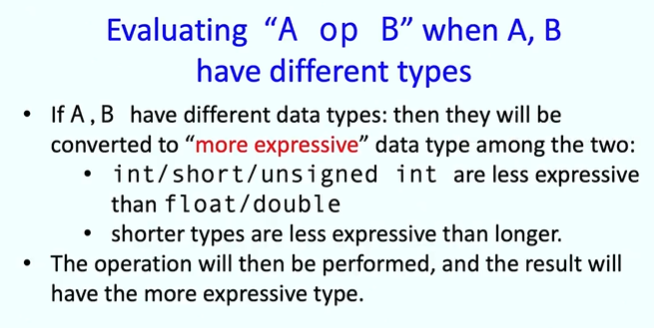 Evaluating “A op B” when A, B
have different types
• If A,B have different data types: then they will be
converted to “more expressive” data type among the two:
• int/short/unsigned int are less expressive
than float/double
• shorter types are less expressive than longer.
• The operation will then be performed, and the result will
have the more expressive type.